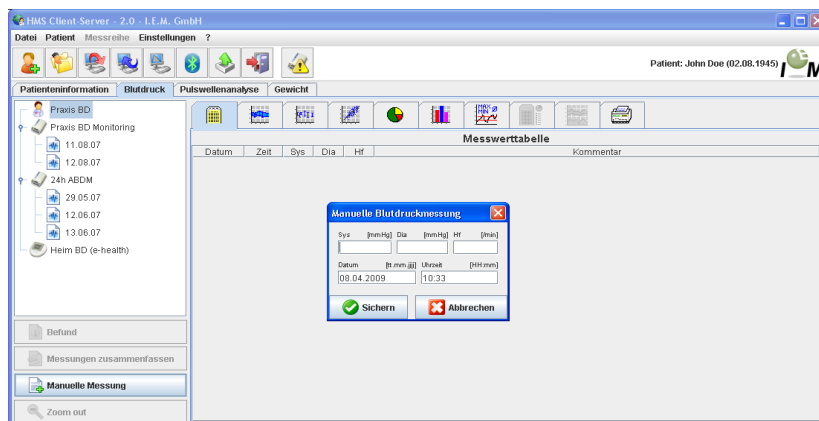 HMS Client-Server - 2.0 - I.E.M. GmbH
Datei Patient Messreihe Einstellungen ?
Patient: John Doe (02.08.1945)
Patienteninformation Blutdruck Pulswellenanalyse Gewicht
Praxis BD
Praxis BD Monitoring
11.08.07
12.08.07
24h ABDM
29.05.07
12.06.07
13.06.07
Heim BD (e-health)
Befund
Messungen zusammenfassen
Manuelle Messung
Zoom out
MAX Ø
MIN
Messwerttabelle
Datum Zeit Sys Dia Hf Kommentar
Manuelle Blutdruckmessung
Sys [mmHg] Dia [mmHg] Hf [/min]
Datum [tt.mm.jjjj] Uhrzeit [HH:mm]
08.04.2009 10:33
Sichern Abbrechen